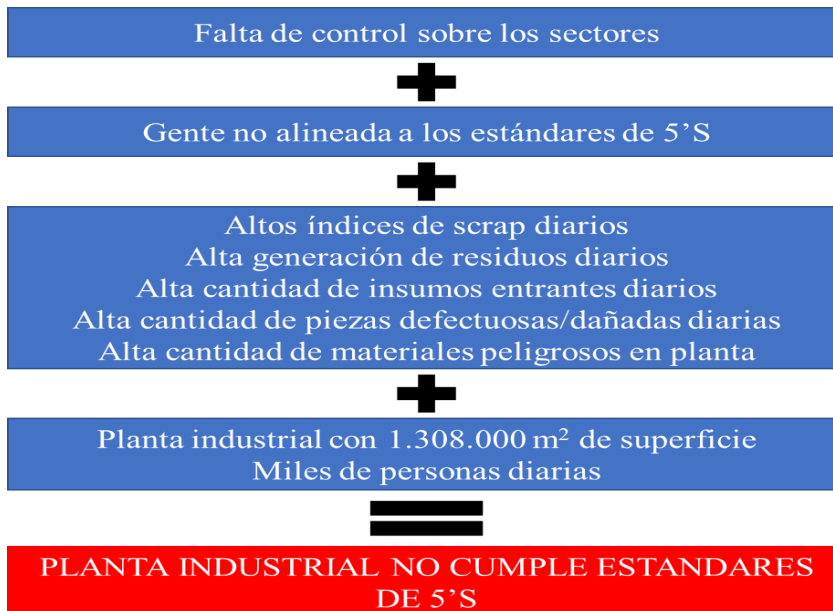 Falta de control sobre los sectores
Gente no alineada a los estándares de 5’S
Altos índices de scrap diarios
Alta generación de residuos diarios
Alta cantidad de insumos entrantes diarios
Alta cantidad de piezas defectuosas/dañadas diarias
Alta cantidad de materiales peligrosos en planta
Planta industrial con 1.308.000 m² de superficie
Miles de personas diarias
PLANTA INDUSTRIAL NO CUMPLE ESTANDARES
DE 5’S